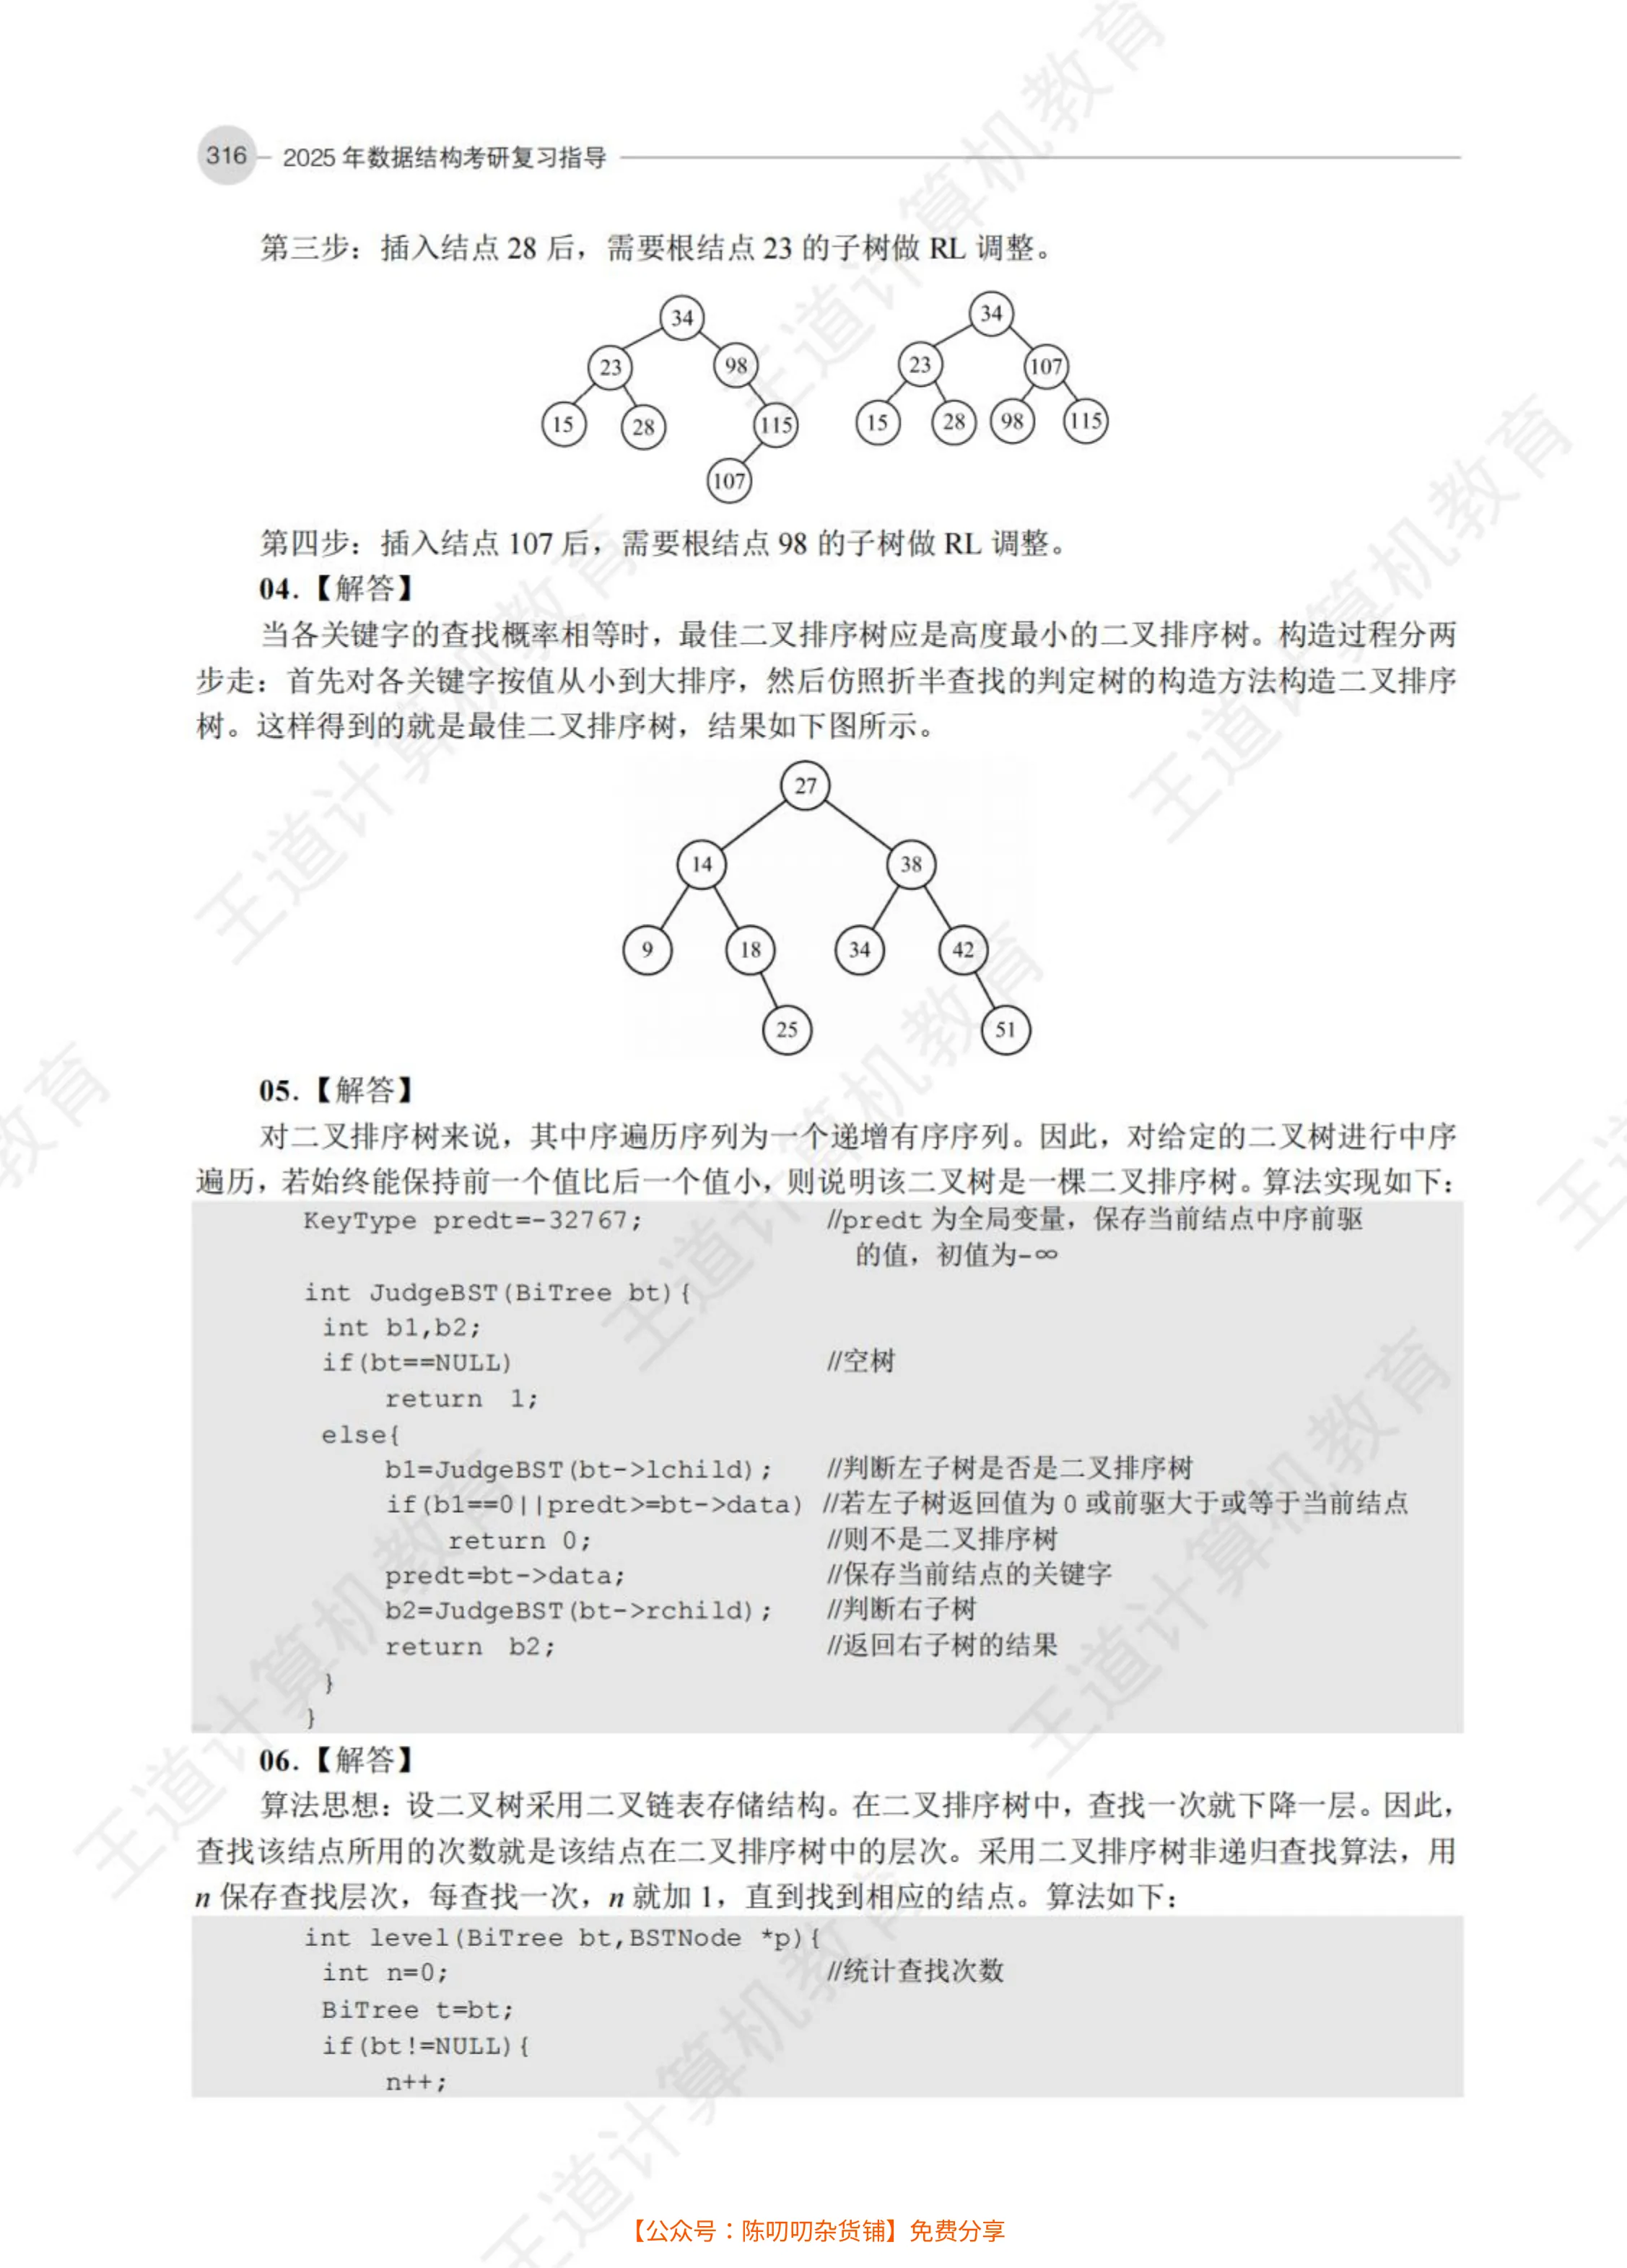 316 2025 年数据结构考研复习指导
第三步：插入结点 28 后，需要根结点 23 的子树做 RL 调整。
34 34
23 98 23 107
15 28 115 15 28 98 115
107
第四步：插入结点 107 后，需要根结点 98 的子树做 RL 调整。
04.【解答】
当各关键字的查找概率相等时，最佳二叉排序树应是高度最小的二叉排序树。构造过程分两
步走：首先对各关键字按值从小到大排序，然后仿照折半查找的判定树的构造方法构造二叉排序
树。这样得到的就是最佳二叉排序树，结果如下图所示。
27
14 38
9 18 34 42
25 51
05.【解答】
对二叉排序树来说，其中序遍历序列为一个递增有序序列。因此，对给定的二叉树进行中序
遍历，若始终能保持前一个值比后一个值小，则说明该二叉树是一棵二叉排序树。算法实现如下：
KeyType predt=-32767; //predt 为全局变量，保存当前结点中序前驱
的值，初值为-∞
int JudgeBST(BiTree bt){
int b1,b2;
if(bt==NULL) //空树
return 1;
else{
b1=JudgeBST(bt->lchild); //判断左子树是否是二叉排序树
if(b1==0||predt>=bt->data) //若左子树返回值为 0 或前驱大于或等于当前结点
return 0; //则不是二叉排序树
predt=bt->data; //保存当前结点的关键字
b2=JudgeBST(bt->rchild); //判断右子树
return b2; //返回右子树的结果
}
}
06.【解答】
算法思想：设二叉树采用二叉链表存储结构。在二叉排序树中，查找一次就下降一层。因此，
查找该结点所用的次数就是该结点在二叉排序树中的层次。采用二叉排序树非递归查找算法，用
n 保存查找层次，每查找一次，n 就加 1，直到找到相应的结点。算法如下：
int level(BiTree bt,BSTNode *p){
int n=0; //统计查找次数
BiTree t=bt;
if(bt!=NULL){
n++;
【公众号：陈叨叨杂货铺】免费分享
王道计算机教育